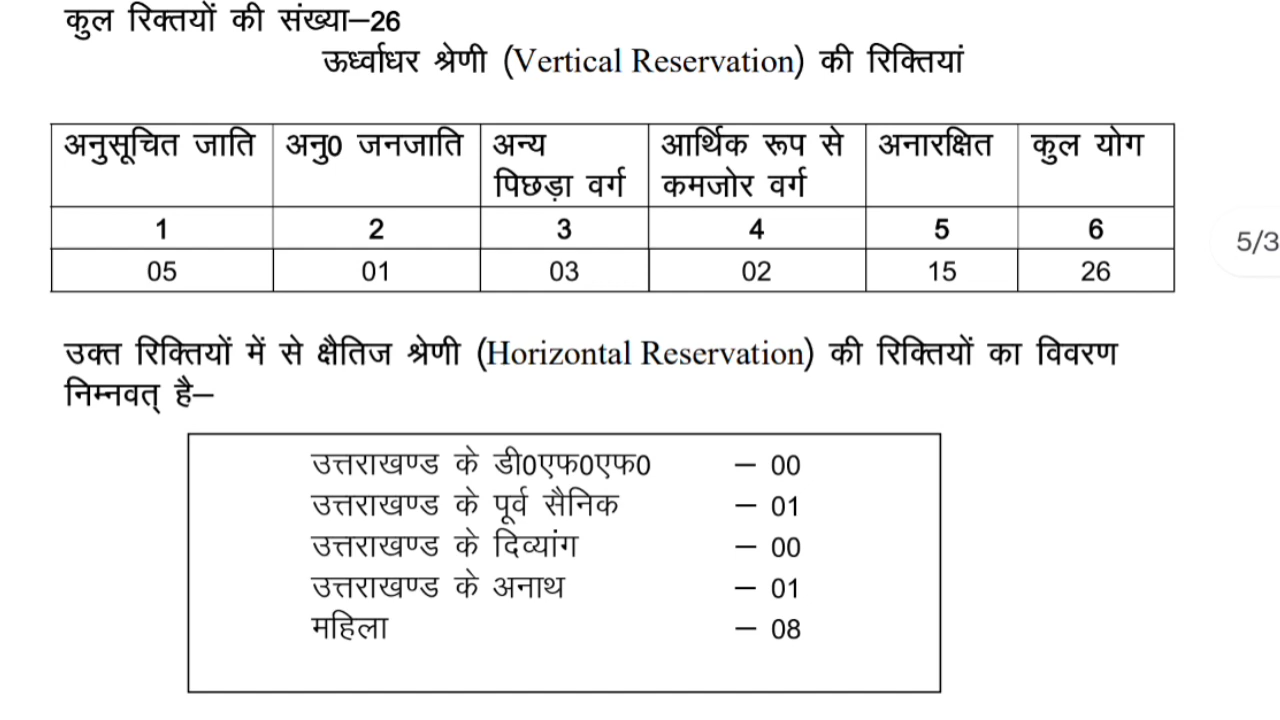 कुल रिक्तयों की संख्या–26
ऊर्ध्वाधर श्रेणी (Vertical Reservation) की रिक्तियां
अनुसूचित जाति अनु0 जनजाति अन्य पिछड़ा वर्ग आर्थिक रूप से कमजोर वर्ग अनारक्षित कुल योग
1 2 3 4 5 6
05 01 03 02 15 26
5/3
उक्त रिक्तियों में से क्षैतिज श्रेणी (Horizontal Reservation) की रिक्तियों का विवरण
निम्नवत् है–
उत्तराखण्ड के डी0एफ0एफ0 – 00
उत्तराखण्ड के पूर्व सैनिक – 01
उत्तराखण्ड के दिव्यांग – 00
उत्तराखण्ड के अनाथ – 01
महिला – 08